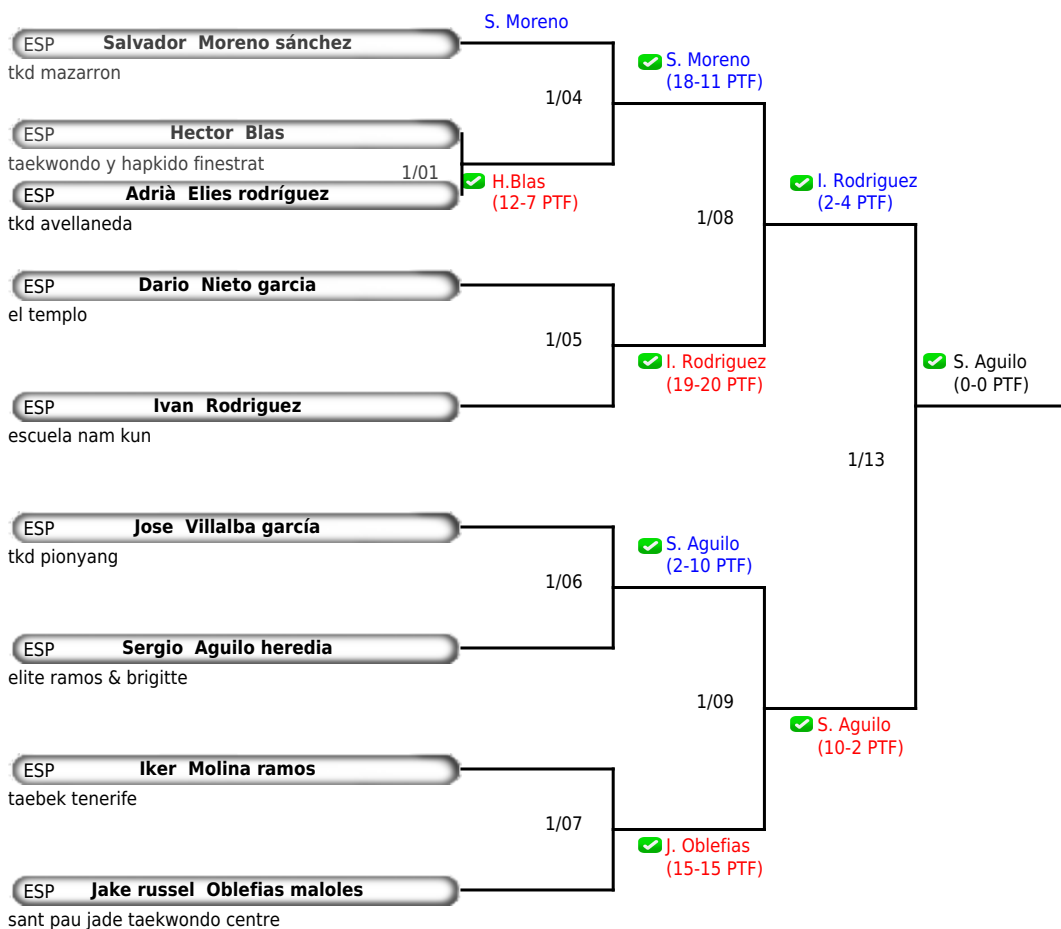 S. Moreno
ESP Salvador Moreno sánchez
tkd mazarron
S. Moreno
(18-11 PTF)
1/04
ESP Hector Blas
taekwondo y hapkido finestrat
1/01
H.Blas
(12-7 PTF)
ESP Adrià Elies rodríguez
tkd avellaneda
I. Rodriguez
(2-4 PTF)
1/08
ESP Dario Nieto garcia
el templo
1/05
I. Rodriguez
(19-20 PTF)
S. Aguilo
(0-0 PTF)
ESP Ivan Rodriguez
escuela nam kun
1/13
ESP Jose Villalba garcía
tkd pionyang
S. Aguilo
(2-10 PTF)
1/06
ESP Sergio Aguilo heredia
elite ramos & brigitte
1/09
S. Aguilo
(10-2 PTF)
ESP Iker Molina ramos
taebek tenerife
1/07
J. Oblefias
(15-15 PTF)
ESP Jake russel Oblefias maloles
sant pau jade taekwondo centre